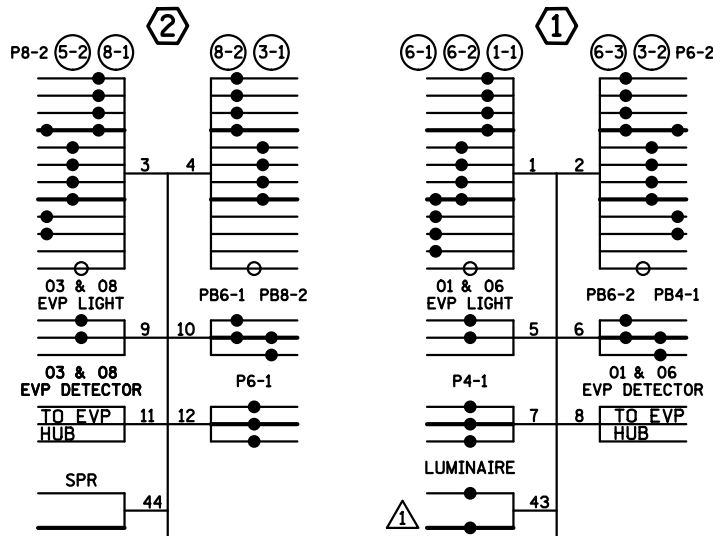 2
P8-2 5-2 8-1
8-2 3-1
3 4
03 & 08
EVP LIGHT
PB6-1 PB8-2
9 10
03 & 08
EVP DETECTOR
P6-1
TO EVP
HUB
11 12
SPR
44
1
6-1 6-2 1-1
6-3 3-2 P6-2
1 2
01 & 06
EVP LIGHT
PB6-2 PB4-1
5 6
P4-1
01 & 06
EVP DETECTOR
7 8
TO EVP
HUB
LUMINAIRE
43
1